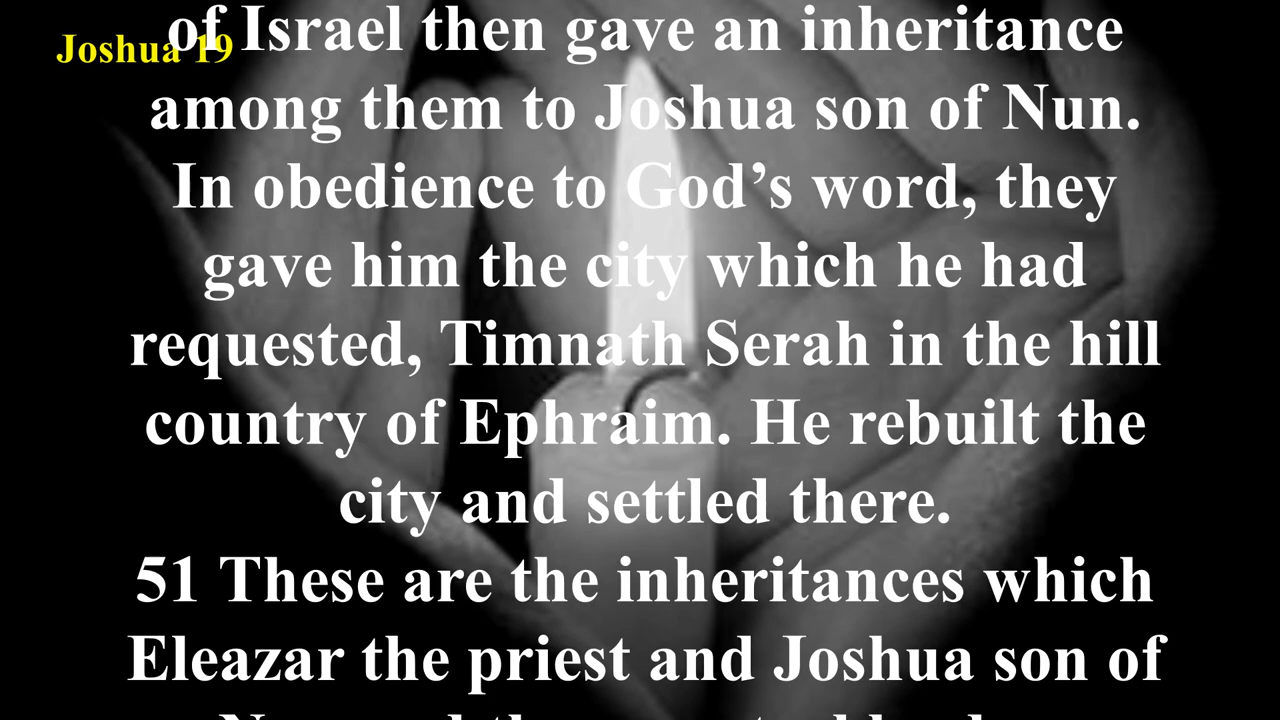 Joshua 19
of Israel then gave an inheritance
among them to Joshua son of Nun.
In obedience to God’s word, they
gave him the city which he had
requested, Timnath Serah in the hill
country of Ephraim. He rebuilt the
city and settled there.
51 These are the inheritances which
Eleazar the priest and Joshua son of